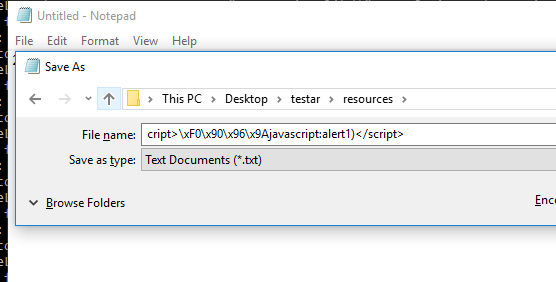 Untitled - Notepad
File Edit Format View Help
Save As
This PC > Desktop > testar > resources >
File name: cript>\xF0\x90\x96\x9Ajavascript:alert1)</script>
Save as type: Text Documents (*.txt)
Browse Folders
Enco